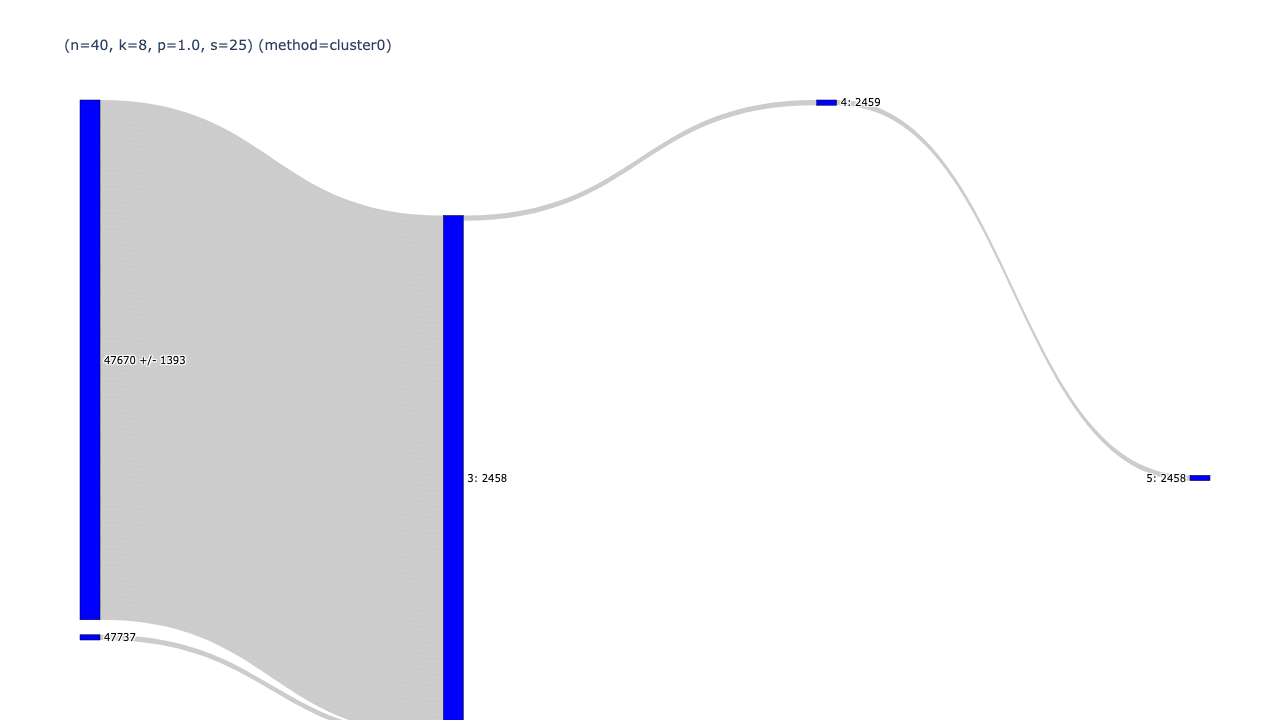 (n=40, k=8, p=1.0, s=25) (method=cluster0)
4: 2459
47670 +/- 1393
3: 2458
5: 2458
47737